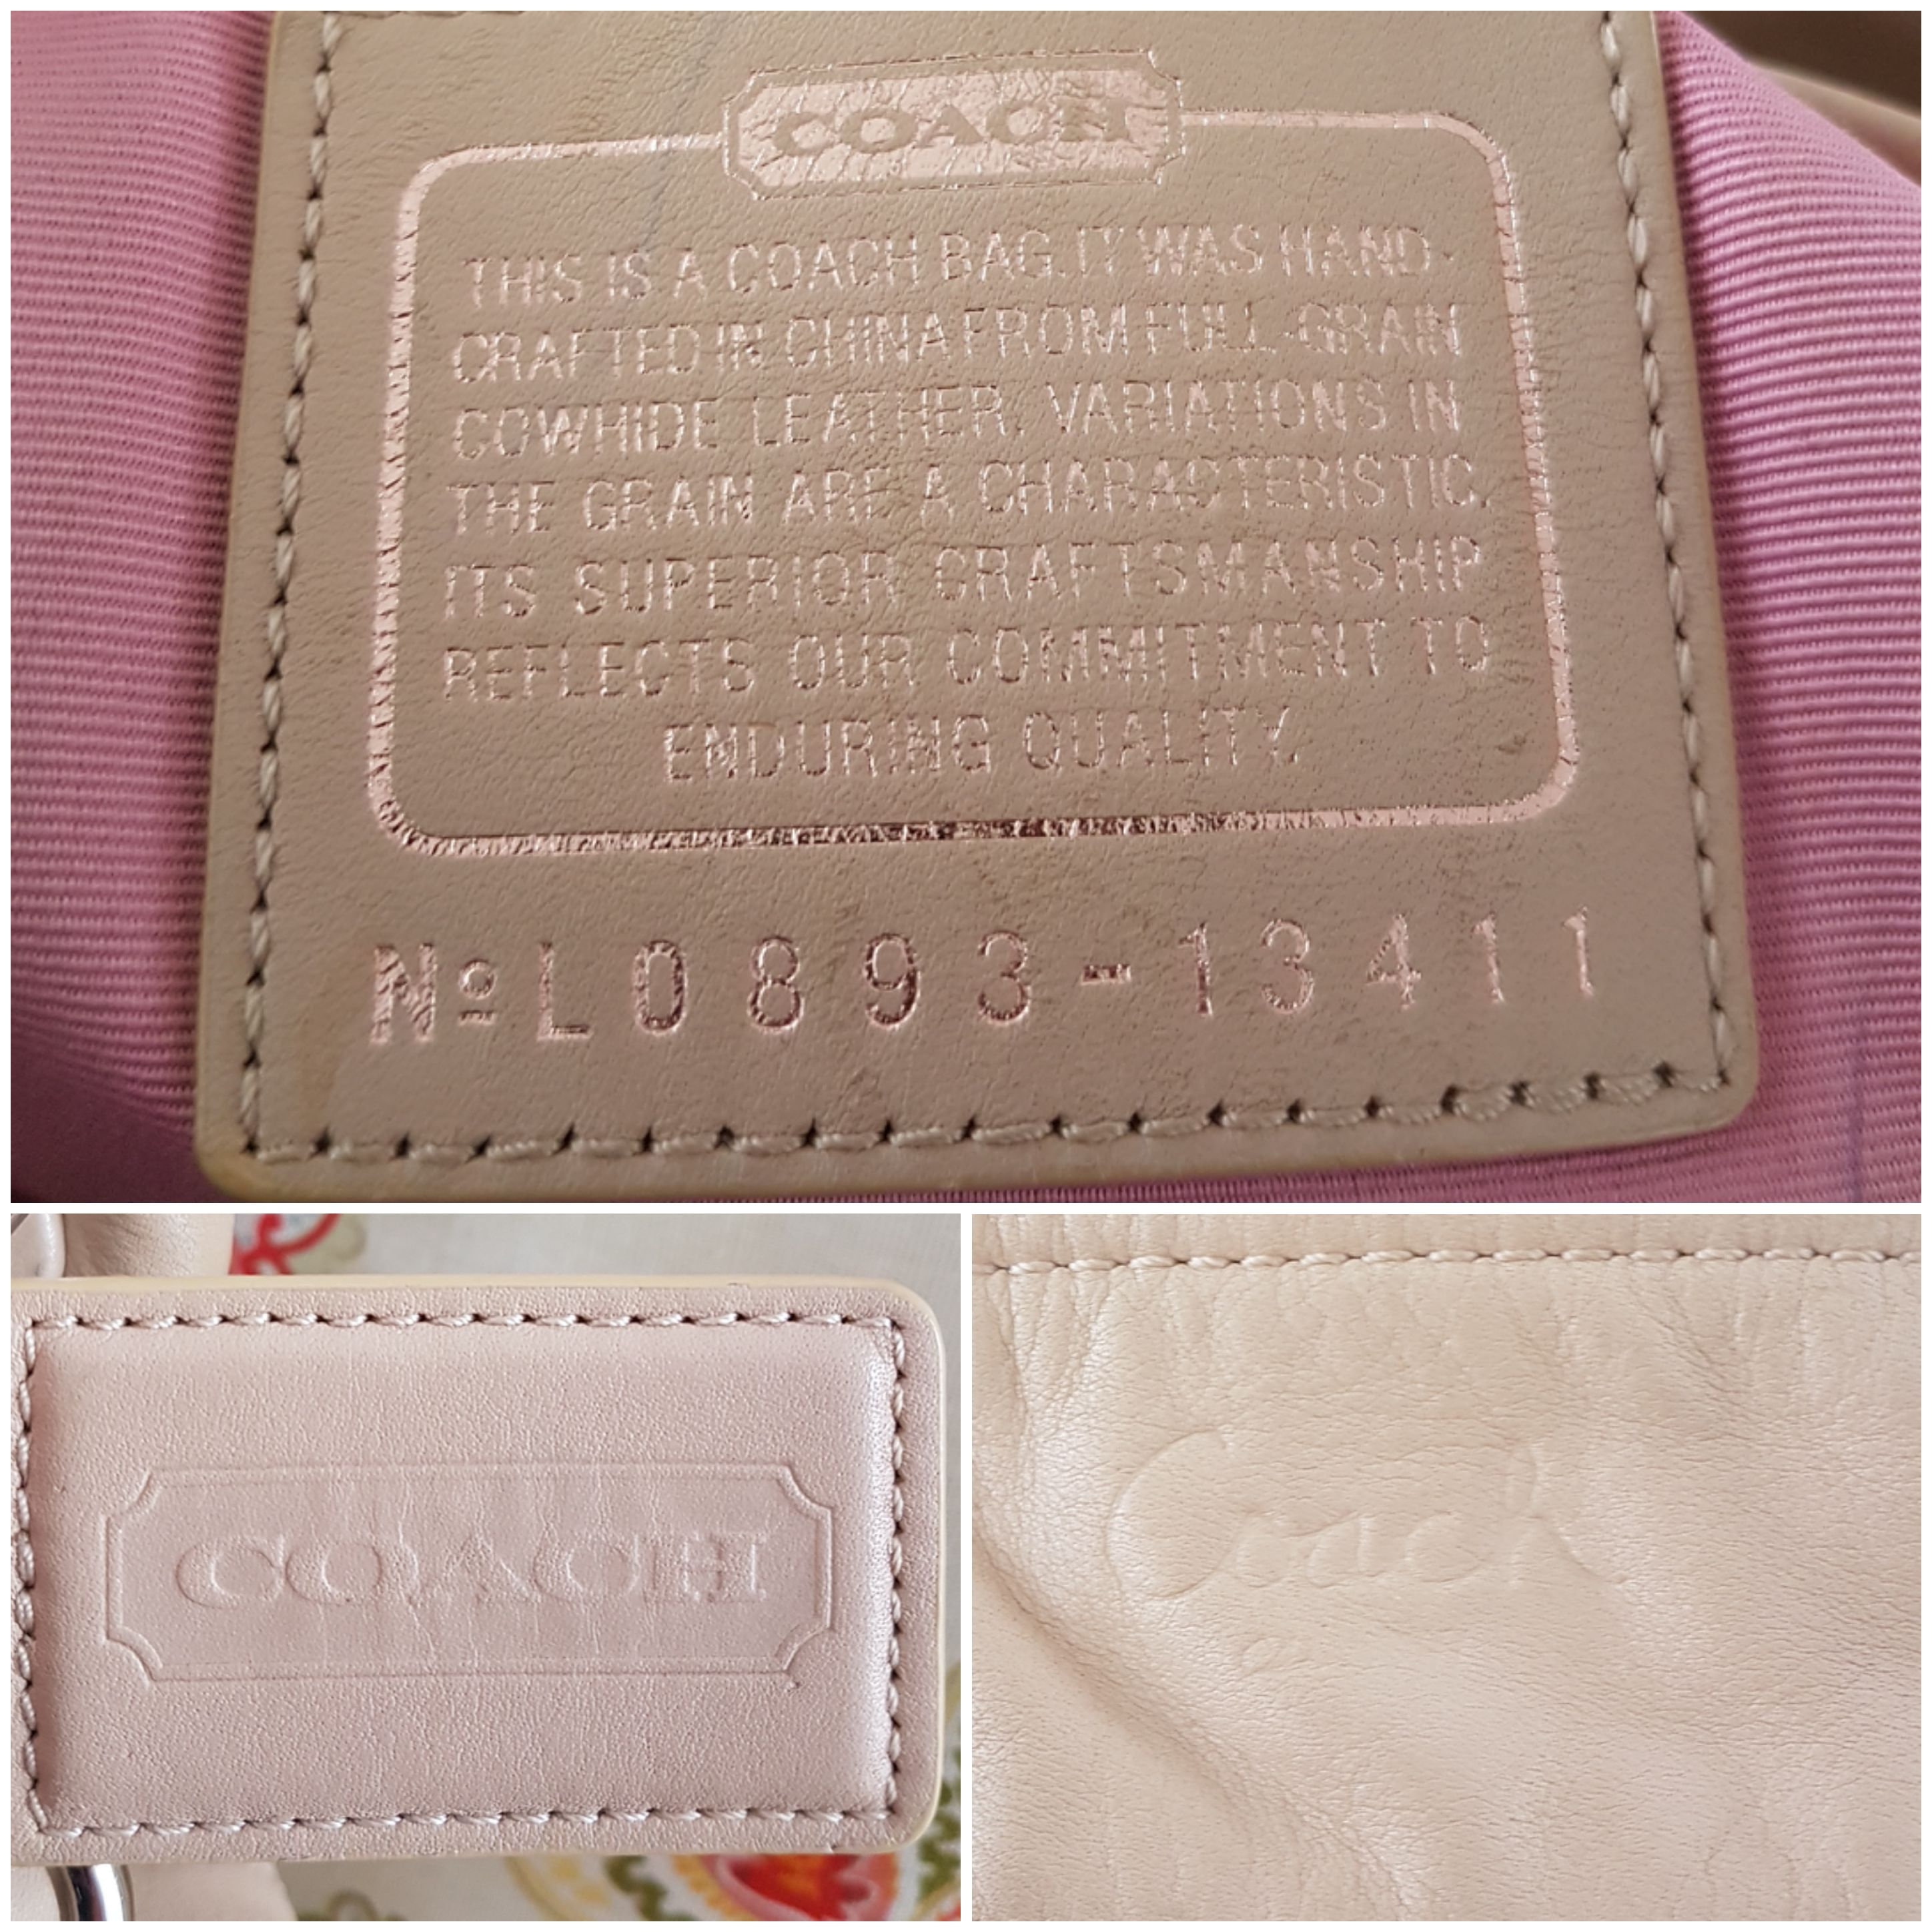 COACH
THIS IS A COACH BAG. IT WAS HAND-
CRAFTED IN CHINA FROM FULL-GRAIN
COWHIDE LEATHER. VARIATIONS IN
THE GRAIN ARE A CHARACTERISTIC.
ITS SUPERIOR CRAFTSMANSHIP
REFLECTS OUR COMMITMENT TO
ENDURING QUALITY.
Nº L0893-13411
COACH
Coach